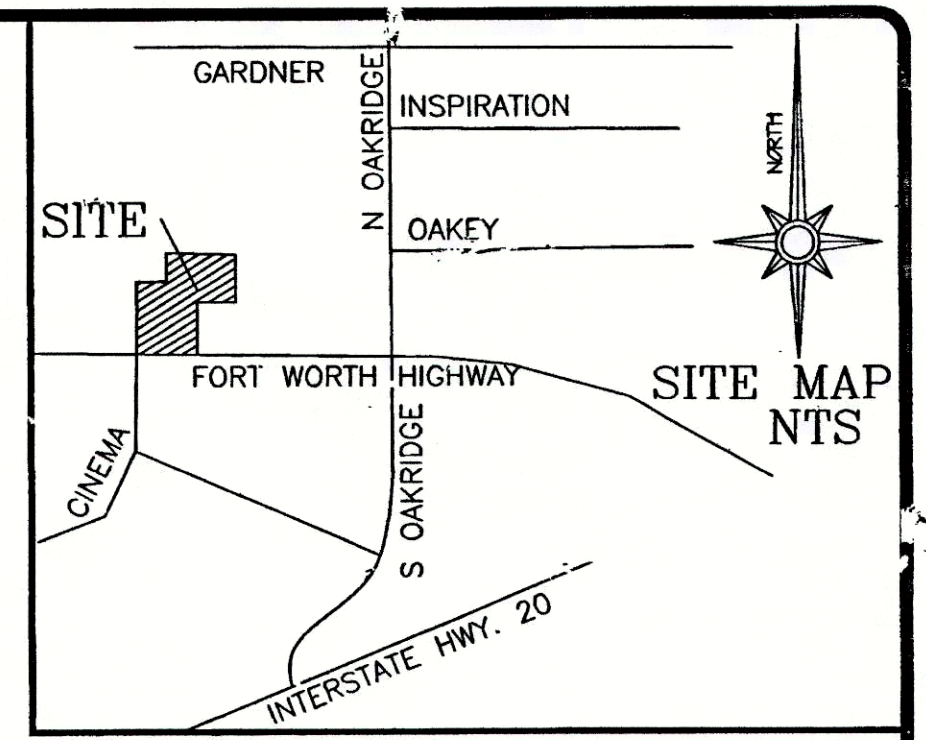 GARDNER
N OAKRIDGE
INSPIRATION
NORTH
SITE
OAKEY
FORT WORTH HIGHWAY
SITE MAP
NTS
CINEMA
S OAKRIDGE
INTERSTATE HWY. 20